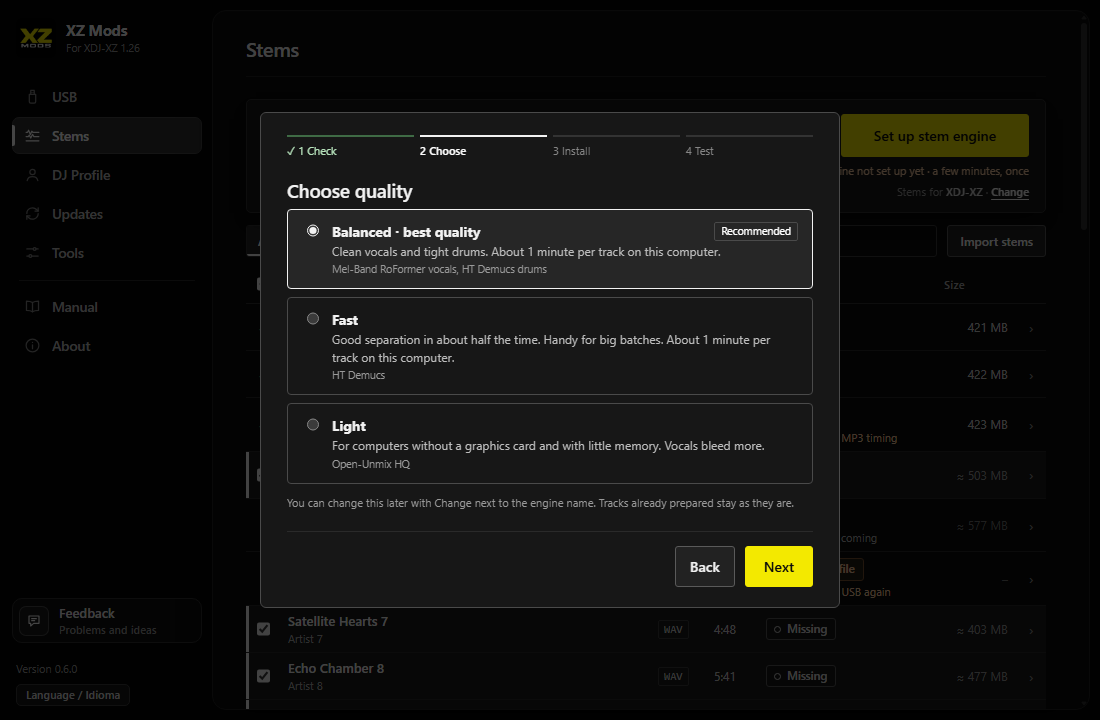 XZ MODS
XZ Mods
For XDJ-XZ 1.26
USB
Stems
DJ Profile
Updates
Tools
Manual
About
Feedback
Problems and ideas
Version 0.6.0
Language / Idioma
Stems
Set up stem engine
ine not set up yet · a few minutes, once
Stems for XDJ-XZ · Change
Import stems
Size
421 MB
422 MB
423 MB
MP3 timing
≈ 503 MB
≈ 577 MB
coming
file
–
USB again
✓ 1 Check
2 Choose
3 Install
4 Test
Choose quality
Balanced · best quality
Recommended
Clean vocals and tight drums. About 1 minute per track on this computer.
Mel-Band RoFormer vocals, HT Demucs drums
Fast
Good separation in about half the time. Handy for big batches. About 1 minute per
track on this computer.
HT Demucs
Light
For computers without a graphics card and with little memory. Vocals bleed more.
Open-Unmix HQ
You can change this later with Change next to the engine name. Tracks already prepared stay as they are.
Back
Next
Satellite Hearts 7
Artist 7
WAV
4:48
Missing
≈ 403 MB
Echo Chamber 8
Artist 8
WAV
5:41
Missing
≈ 477 MB